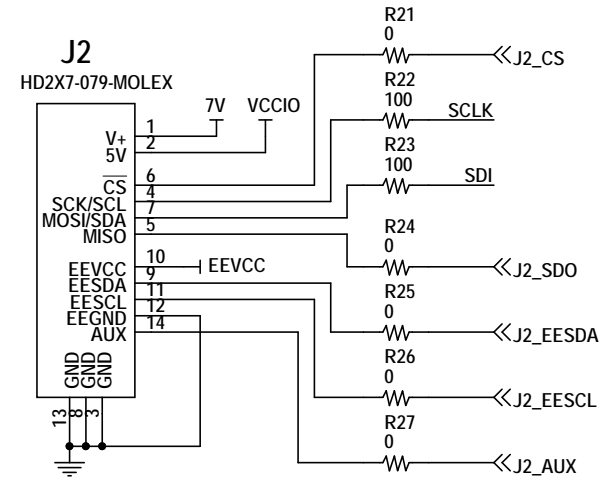 J2
HD2X7-079-MOLEX
7V
VCCIO
V+
1
5V
2
CS
6
SCK/SCL
4
MOSI/SDA
7
MISO
5
EEVCC
10
EEVCC
EESDA
9
EESCL
11
EEGND
12
AUX
14
GND
GND
GND
13
8
3
R21
0
J2_CS
R22
100
SCLK
R23
100
SDI
R24
0
J2_SDO
R25
0
J2_EESDA
R26
0
J2_EESCL
R27
0
J2_AUX